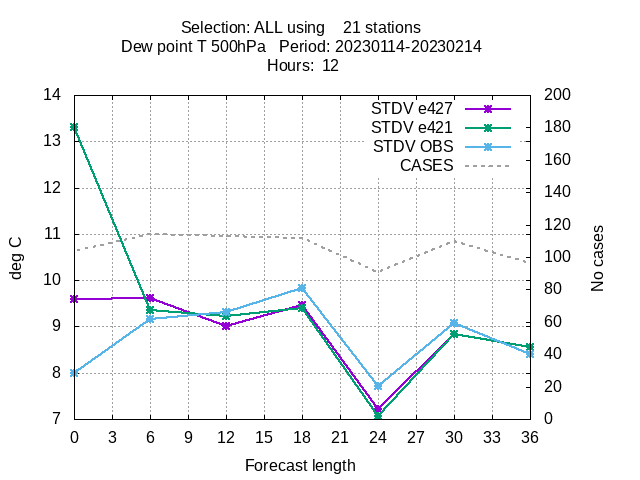 Selection: ALL using    21 stations
Dew point T 500hPa   Period: 20230114-20230214
Hours:  12
14
13
12
11
10
9
8
7
200
180
160
140
120
100
80
60
40
20
0
STDV e427
STDV e421
STDV OBS
CASES
deg C
No cases
0 3 6 9 12 15 18 21 24 27 30 33 36
Forecast length